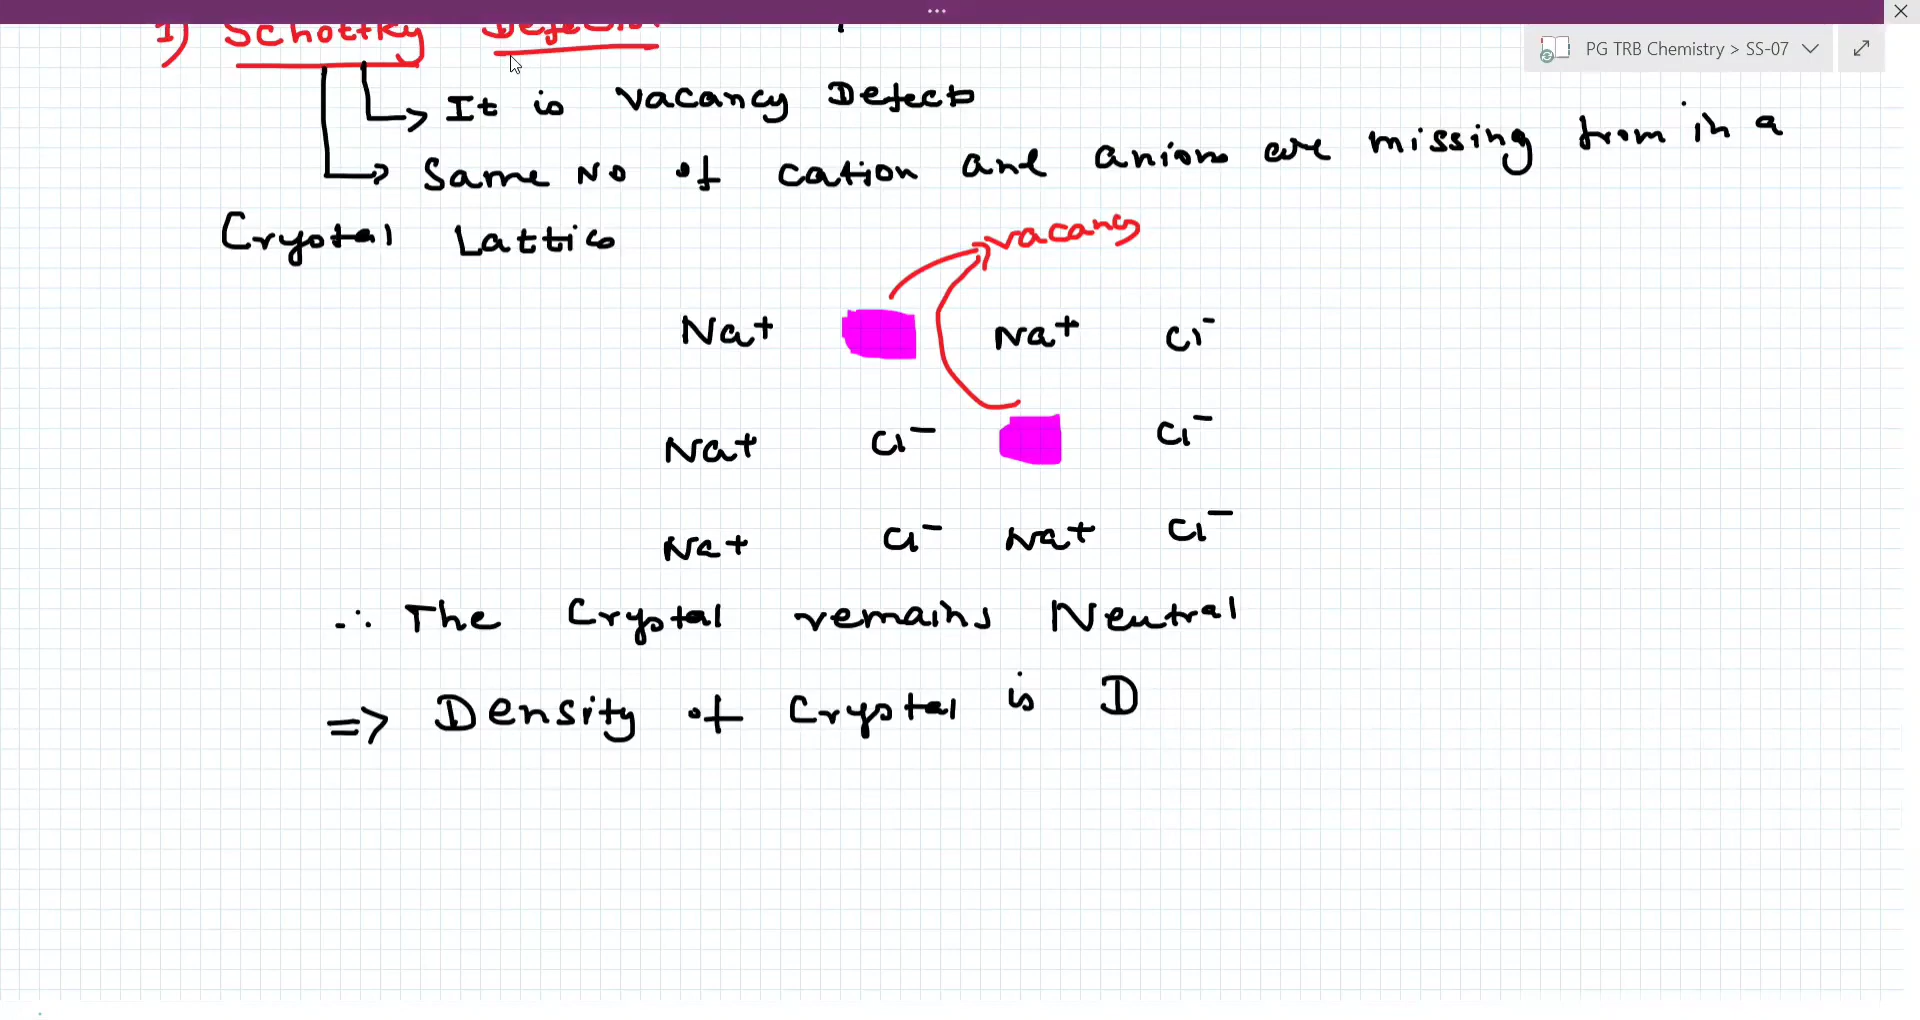 PG TRB Chemistry > SS-07
1) Schottky
It is vacancy Defect
Same No of cation and anion are missing from in a
Crystal Lattice
vacancy
Na+ Na+ Cl-
Na+ Cl- Cl-
Na+ Cl- Na+ Cl-
∴ The Crystal remains Neutral
=> Density of Crystal is D